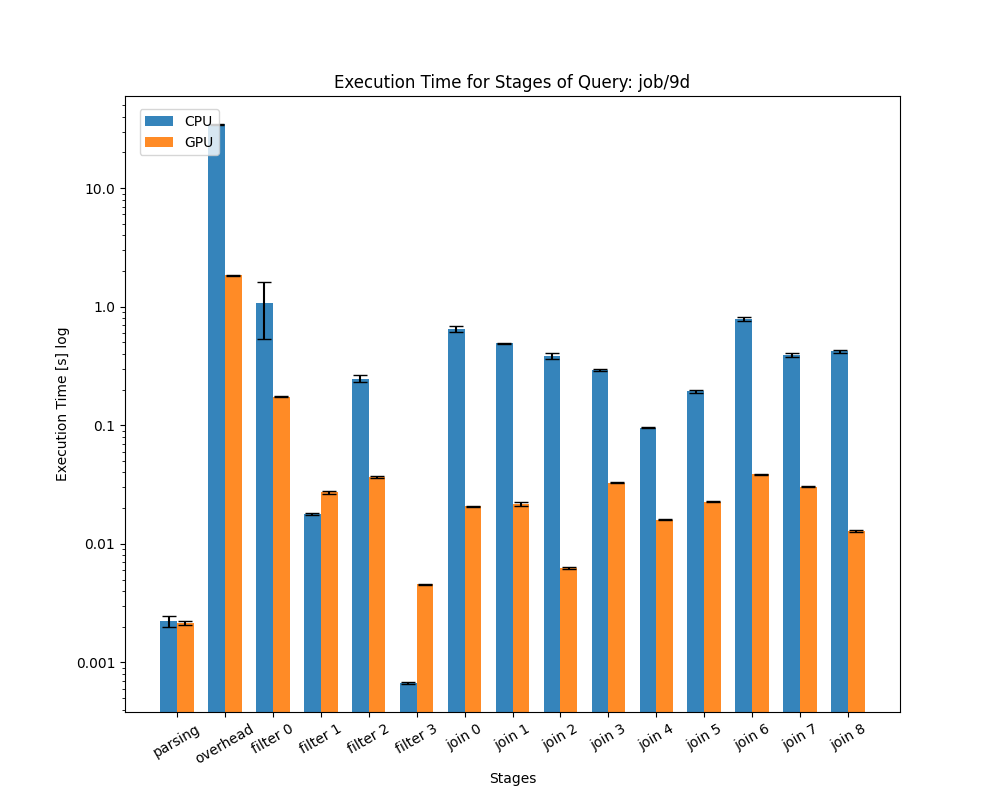 Execution Time for Stages of Query: job/9d
CPU
GPU
Execution Time [s] log
10.0
1.0
0.1
0.01
0.001
parsing
overhead
filter 0
filter 1
filter 2
filter 3
join 0
join 1
join 2
join 3
join 4
join 5
join 6
join 7
join 8
Stages